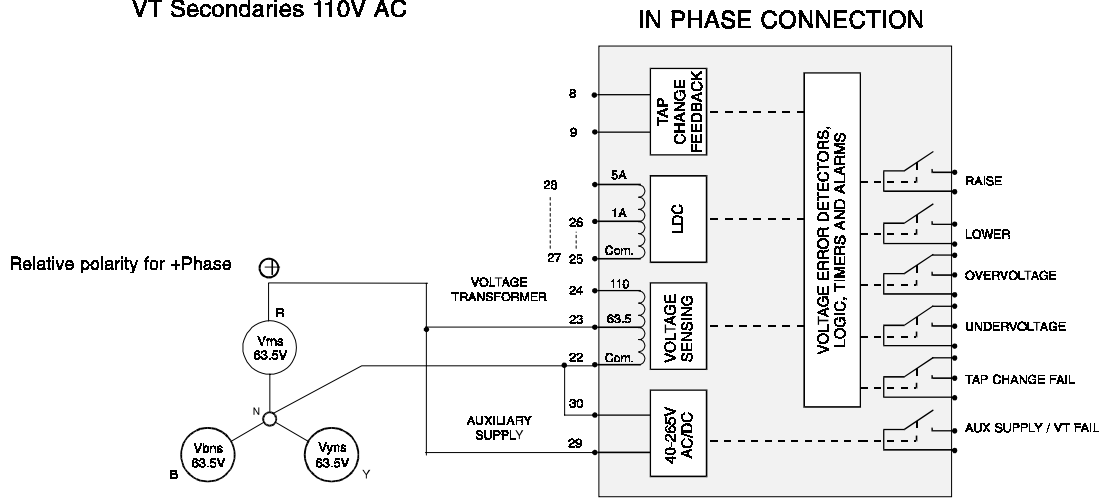 VT Secondaries 110V AC
IN PHASE CONNECTION
8
9
TAP
CHANGE
FEEDBACK
28
5A
26
1A
27
25
Com.
LDC
VOLTAGE ERROR DETECTORS,
LOGIC, TIMERS AND ALARMS
RAISE
LOWER
OVERVOLTAGE
UNDERVOLTAGE
TAP CHANGE FAIL
AUX SUPPLY / VT FAIL
Relative polarity for +Phase
+
VOLTAGE
TRANSFORMER
24
110
23
63.5
22
Com.
VOLTAGE
SENSING
R
Vrns
63.5V
N
30
AUXILIARY
SUPPLY
29
40-265V
AC/DC
Vbns
63.5V
B
Vyns
63.5V
Y